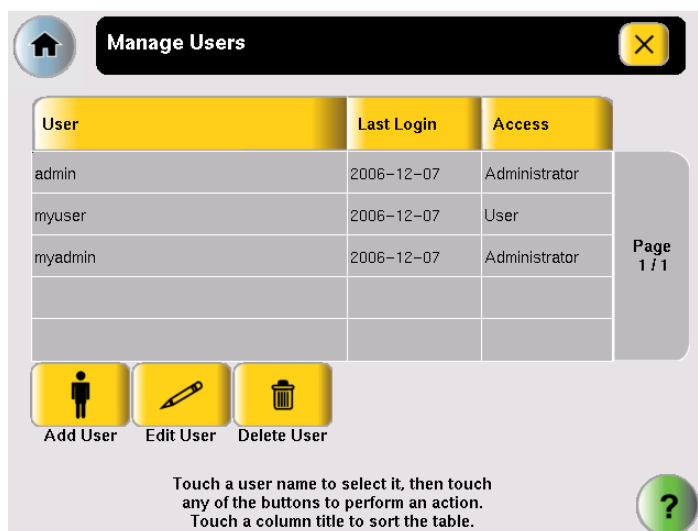 Manage Users
User Last Login Access
admin 2006-12-07 Administrator
myuser 2006-12-07 User
myadmin 2006-12-07 Administrator
Page
1 / 1
Add User Edit User Delete User
Touch a user name to select it, then touch
any of the buttons to perform an action.
Touch a column title to sort the table.
?